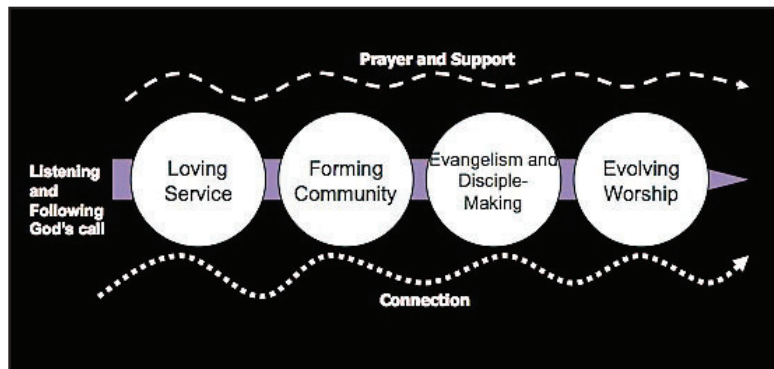 Prayer and Support
Listening
and
Following
God's call
Loving
Service
Forming
Community
Evangelism and
Disciple-
Making
Evolving
Worship
Connection